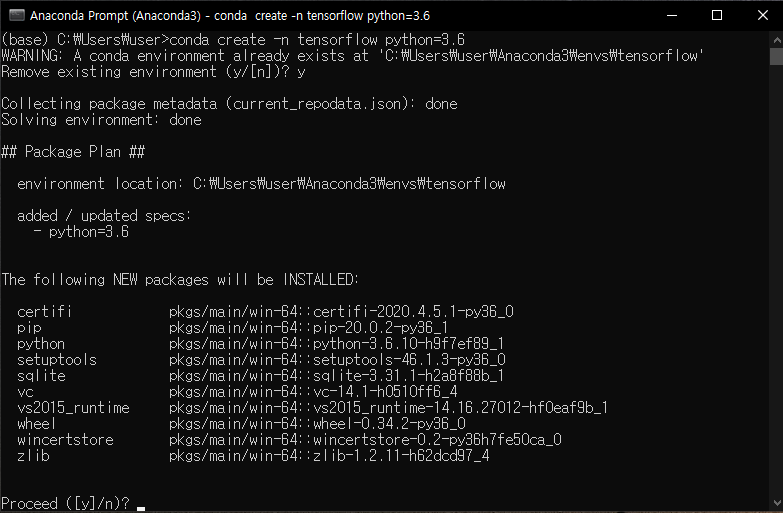 Anaconda Prompt (Anaconda3) - conda  create -n tensorflow python=3.6
(base) C:₩Users₩user>conda create -n tensorflow python=3.6
WARNING: A conda environment already exists at 'C:₩Users₩user₩Anaconda3₩envs₩tensorflow'
Remove existing environment (y/[n])? y
Collecting package metadata (current_repodata.json): done
Solving environment: done
## Package Plan ##
environment location: C:₩Users₩user₩Anaconda3₩envs₩tensorflow
added / updated specs:
- python=3.6
The following NEW packages will be INSTALLED:
certifi pkgs/main/win-64::certifi-2020.4.5.1-py36_0
pip pkgs/main/win-64::pip-20.0.2-py36_1
python pkgs/main/win-64::python-3.6.10-h9f7ef89_1
setuptools pkgs/main/win-64::setuptools-46.1.3-py36_0
sqlite pkgs/main/win-64::sqlite-3.31.1-h2a8f88b_1
vc pkgs/main/win-64::vc-14.1-h0510ff6_4
vs2015_runtime pkgs/main/win-64::vs2015_runtime-14.16.27012-hf0eaf9b_1
wheel pkgs/main/win-64::wheel-0.34.2-py36_0
wincertstore pkgs/main/win-64::wincertstore-0.2-py36h7fe50ca_0
zlib pkgs/main/win-64::zlib-1.2.11-h62dcd97_4
Proceed ([y]/n)?